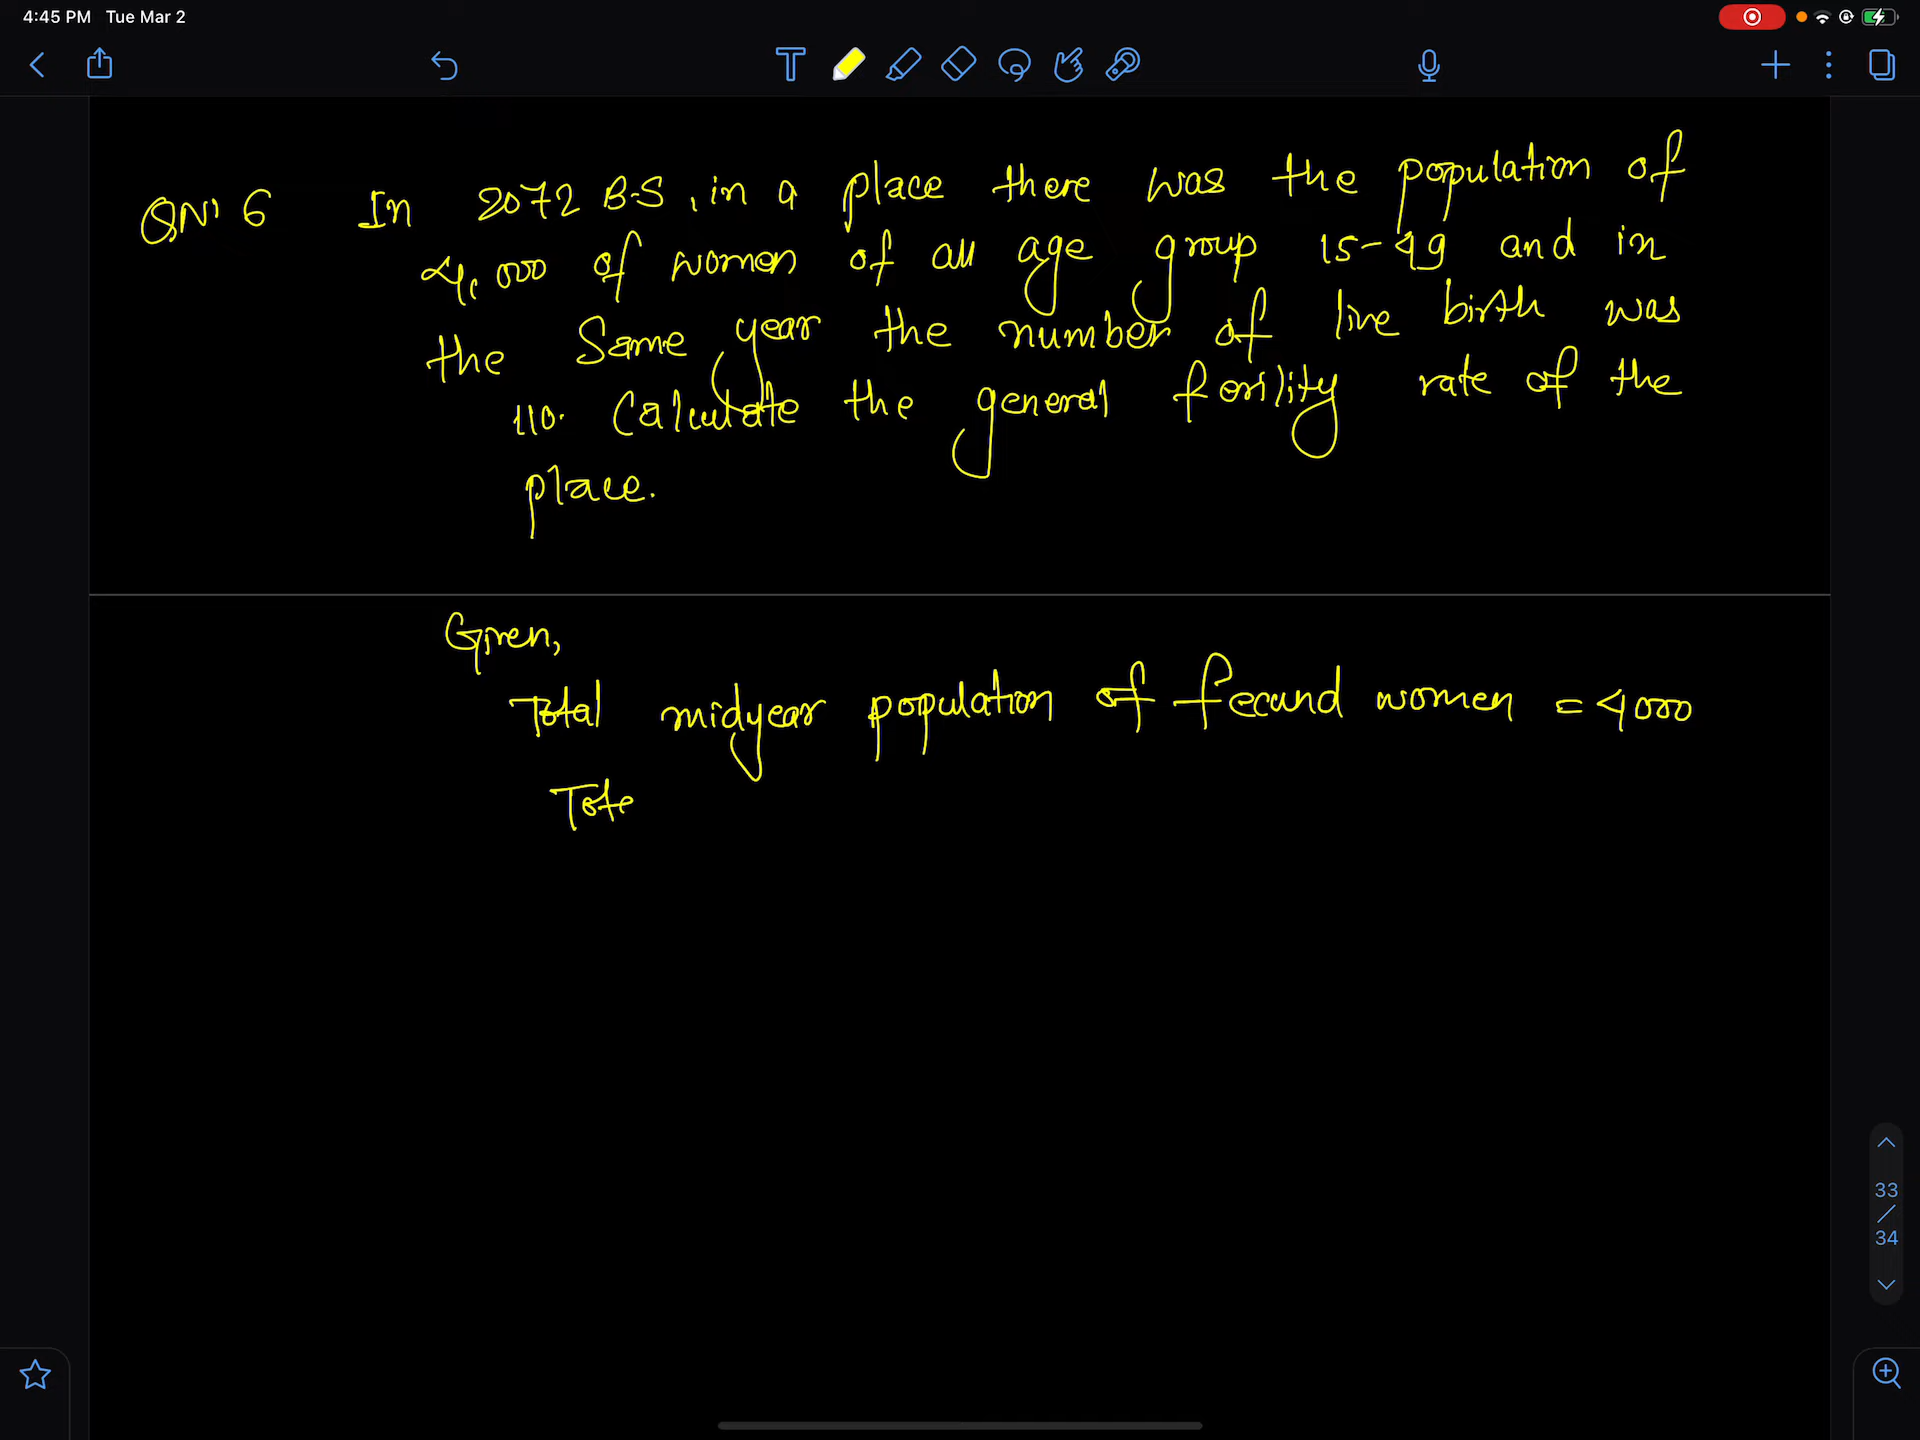 4:45 PM Tue Mar 2
QN' 6 In 2072 B.S, in a place there was the population of
4,000 of women of all age group 15-49 and in
the Same year the number of live birth was
110. Calculate the general rate of the
place.
Given,
Total midyear population of fecund women = 4000
Tote
33
/
34